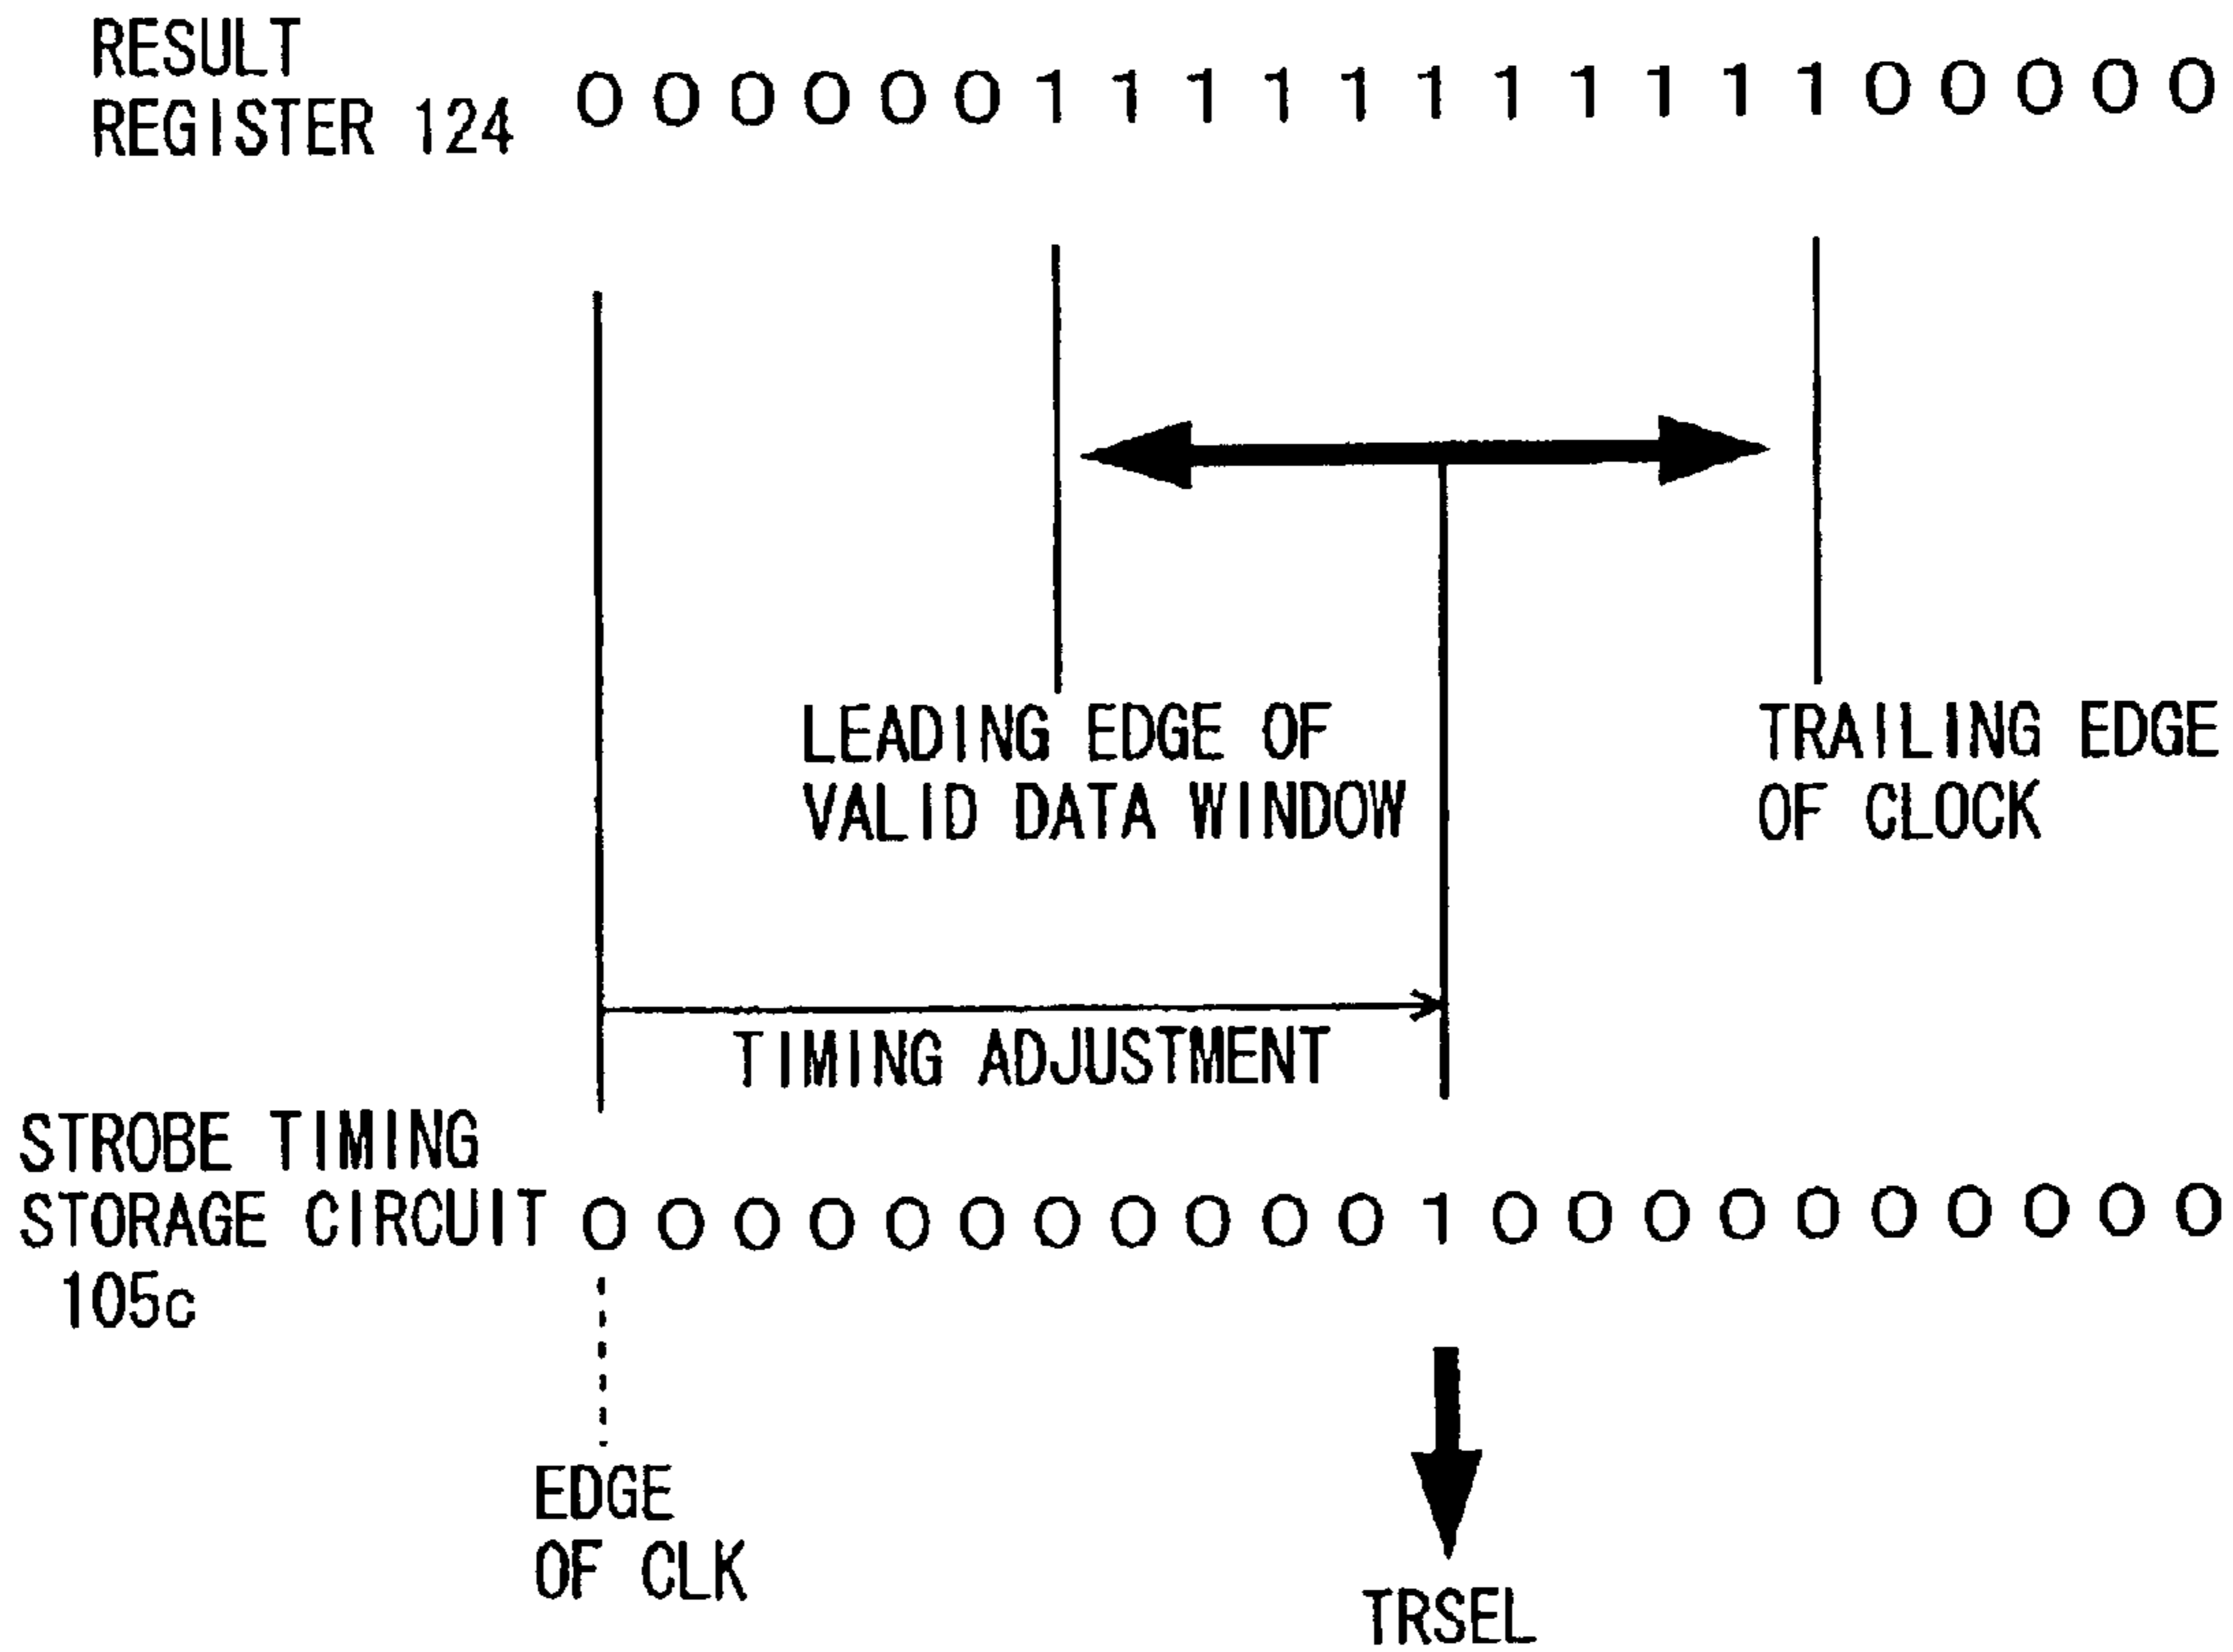 RESULT
REGISTER 124
0 0 0 0 0 0 1 1 1 1 1 1 1 1 1 1 1 0 0 0 0 0
LEADING EDGE OF
VALID DATA WINDOW
TRAILING EDGE
OF CLOCK
TIMING ADJUSTMENT
STROBE TIMING
STORAGE CIRCUIT
105c
0 0 0 0 0 0 0 0 0 0 0 1 0 0 0 0 0 0 0 0 0 0
EDGE
OF CLK
TRSEL